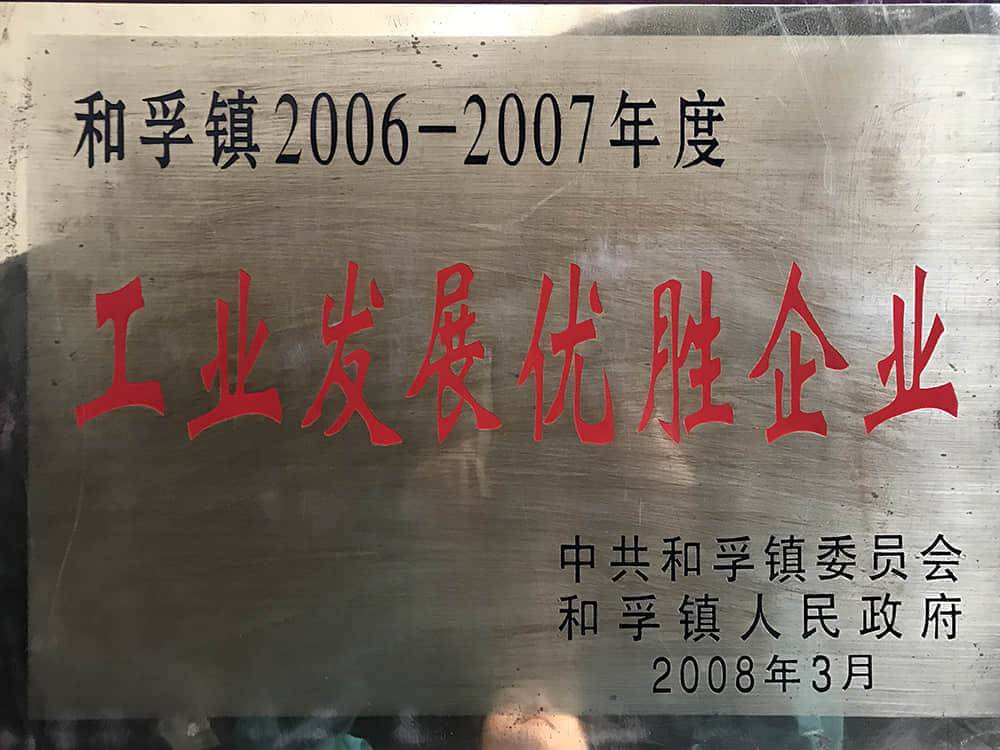 和孚镇2006-2007年度
工业发展优胜企业
中共和孚镇委员会
和孚镇人民政府
2008年3月